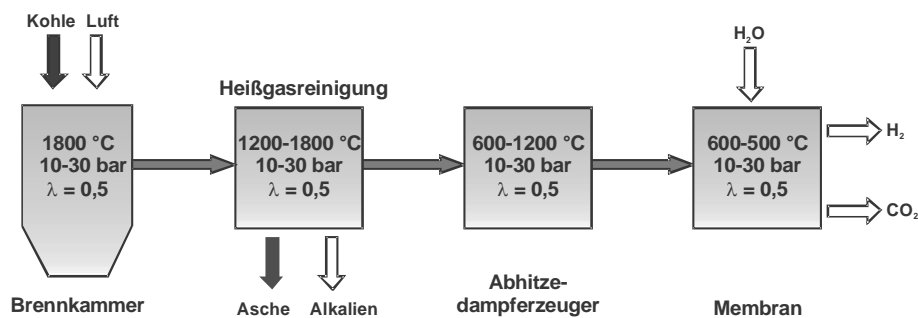 Kohle Luft
H₂O
Heißgasreinigung
1800 °C
10-30 bar
λ = 0,5
1200-1800 °C
10-30 bar
λ = 0,5
600-1200 °C
10-30 bar
λ = 0,5
600-500 °C
10-30 bar
λ = 0,5
H₂
CO₂
Brennkammer
Asche Alkalien
Abhitze-
dampferzeuger
Membran